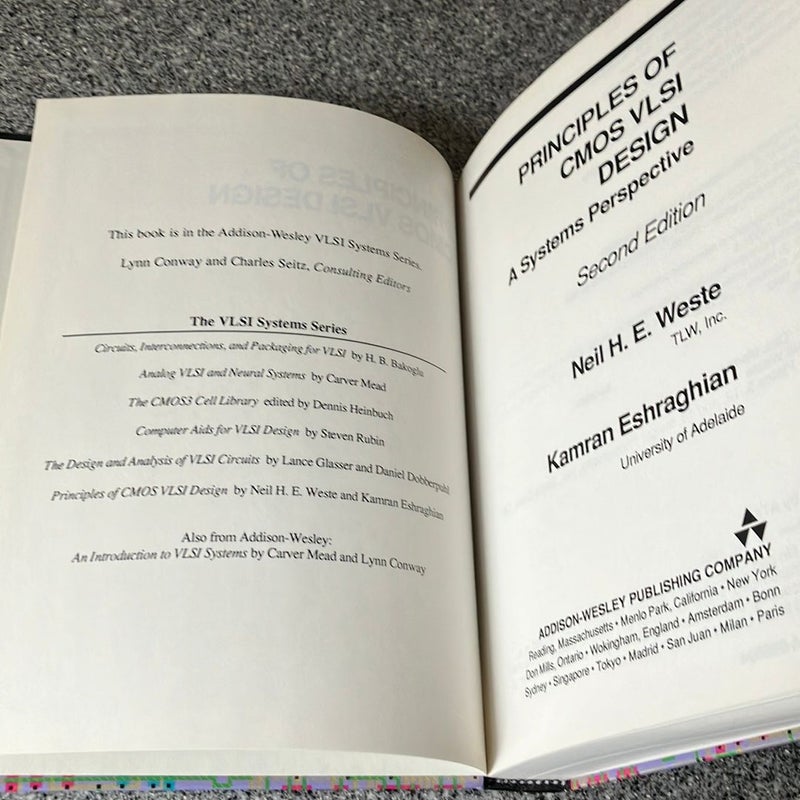 This book is in the Addison-Wesley VLSI Systems Series.
Lynn Conway and Charles Seitz, Consulting Editors
The VLSI Systems Series
Circuits, Interconnections, and Packaging for VLSI by H. B. Bakoglu
Analog VLSI and Neural Systems by Carver Mead
The CMOS3 Cell Library edited by Dennis Heinbuch
Computer Aids for VLSI Design by Steven Rubin
The Design and Analysis of VLSI Circuits by Lance Glasser and Daniel Dobberpuhl
Principles of CMOS VLSI Design by Neil H. E. Weste and Kamran Eshraghian
Also from Addison-Wesley:
An Introduction to VLSI Systems by Carver Mead and Lynn Conway
PRINCIPLES OF
CMOS VLSI
DESIGN
A Systems Perspective
Second Edition
Neil H. E. Weste
TLW, Inc.
Kamran Eshraghian
University of Adelaide
ADDISON-WESLEY PUBLISHING COMPANY
Reading, Massachusetts • Menlo Park, California • New York
Don Mills, Ontario • Wokingham, England • Amsterdam • Bonn
Sydney • Singapore • Tokyo • Madrid • San Juan • Milan • Paris